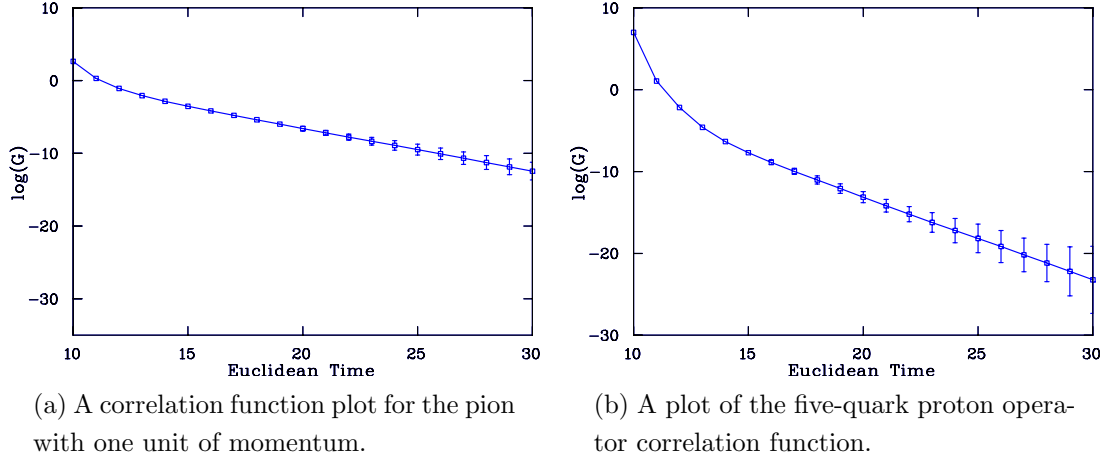 10
0
−10
−20
−30
log(G)
10 15 20 25 30
Euclidean Time
(a) A correlation function plot for the pion
with one unit of momentum.
10
0
−10
−20
−30
log(G)
10 15 20 25 30
Euclidean Time
(b) A plot of the five-quark proton opera-
tor correlation function.